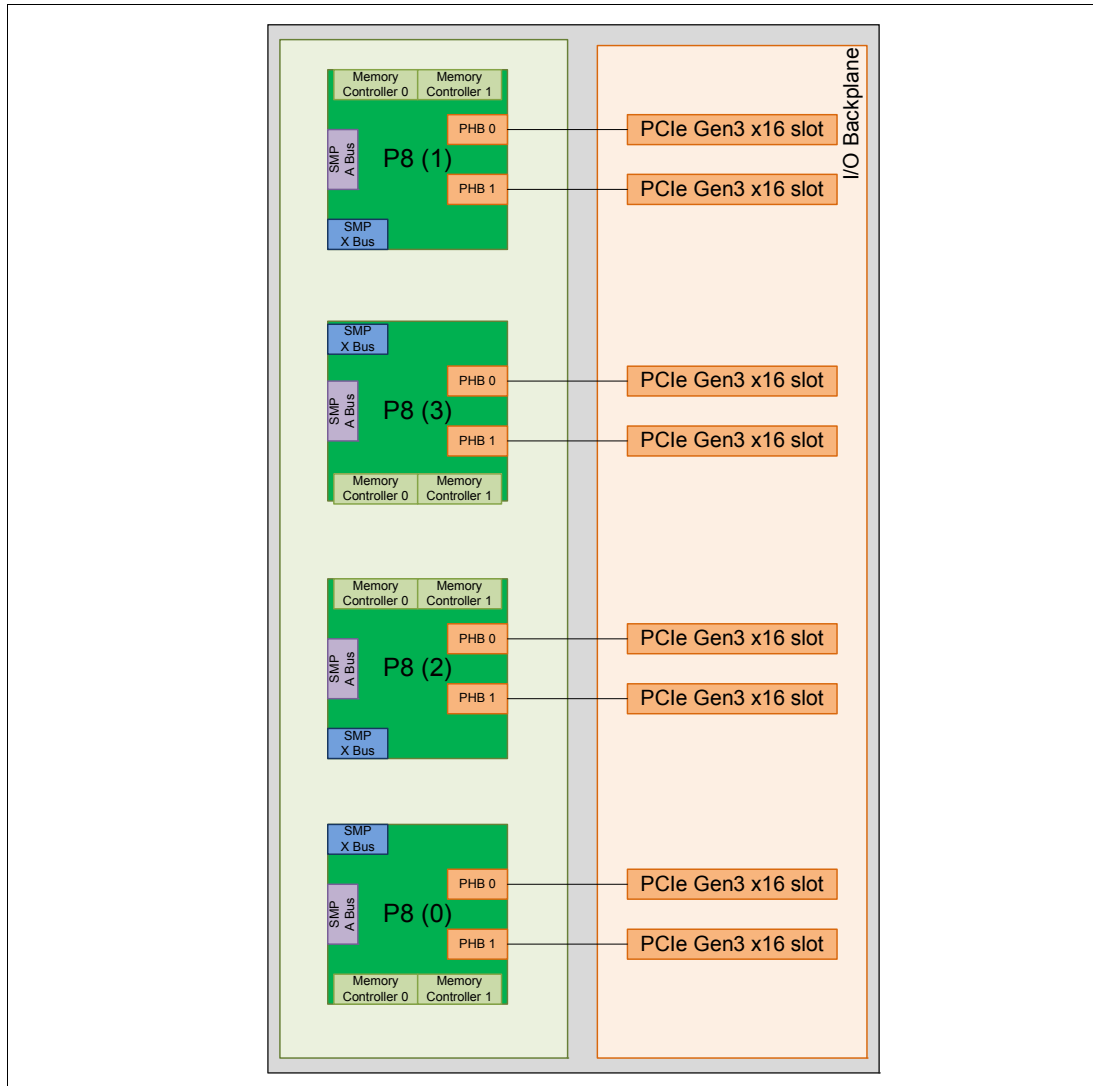 Memory
Controller 0
Memory
Controller 1
PHB 0
PCIe Gen3 x16 slot
I/O Backplane
SMP
A Bus
P8 (1)
PHB 1
PCIe Gen3 x16 slot
SMP
X Bus
SMP
X Bus
PHB 0
PCIe Gen3 x16 slot
SMP
A Bus
P8 (3)
PHB 1
PCIe Gen3 x16 slot
Memory
Controller 0
Memory
Controller 1
Memory
Controller 0
Memory
Controller 1
PHB 0
PCIe Gen3 x16 slot
SMP
A Bus
P8 (2)
PHB 1
PCIe Gen3 x16 slot
SMP
X Bus
SMP
X Bus
PHB 0
PCIe Gen3 x16 slot
SMP
A Bus
P8 (0)
PHB 1
PCIe Gen3 x16 slot
Memory
Controller 0
Memory
Controller 1